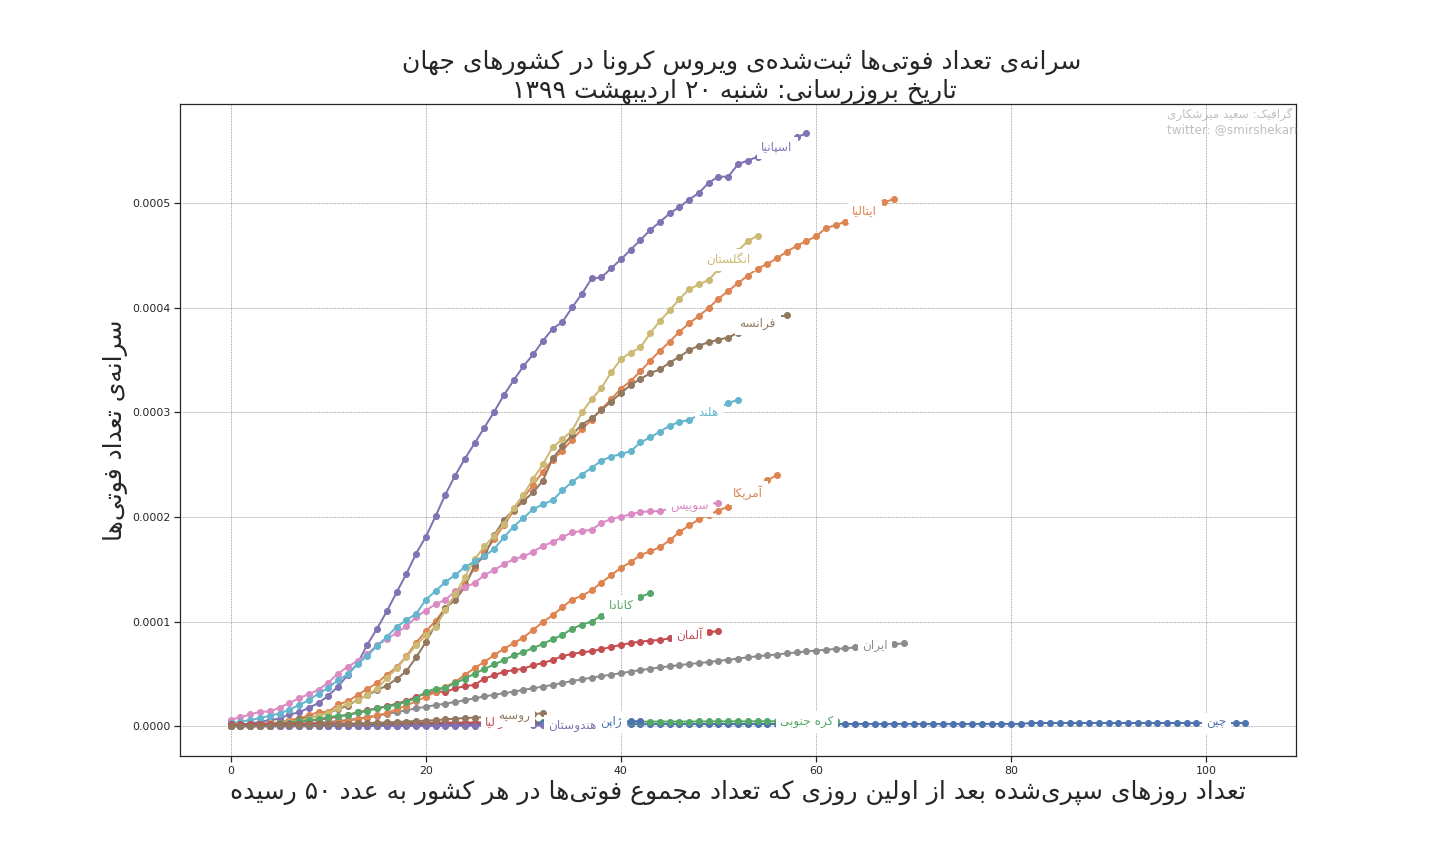 سرانه‌ی تعداد فوتی‌ها ثبت‌شده‌ی ویروس کرونا در کشورهای جهان
تاریخ بروزرسانی: شنبه ۲۰ اردیبهشت ۱۳۹۹
گرافیک: سعید میرشکاری
twitter: @smirshekari
سرانه‌ی تعداد فوتی‌ها
0.0005
0.0004
0.0003
0.0002
0.0001
0.0000
اسپانیا
ایتالیا
انگلستان
فرانسه
هلند
آمریکا
سوییس
کانادا
آلمان
ایران
روسیه
هندوستان
ژاپن
کره جنوبی
چین
0
20
40
60
80
100
تعداد روزهای سپری‌شده بعد از اولین روزی که تعداد مجموع فوتی‌ها در هر کشور به عدد ۵۰ رسیده